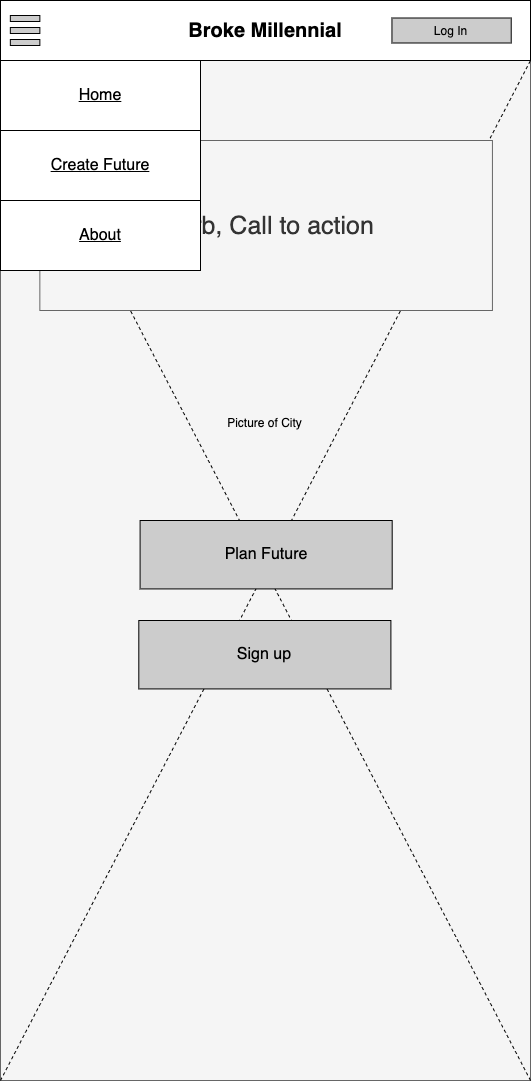 Broke Millennial
Log In
Home
Create Future
About
b, Call to action
Picture of City
Plan Future
Sign up